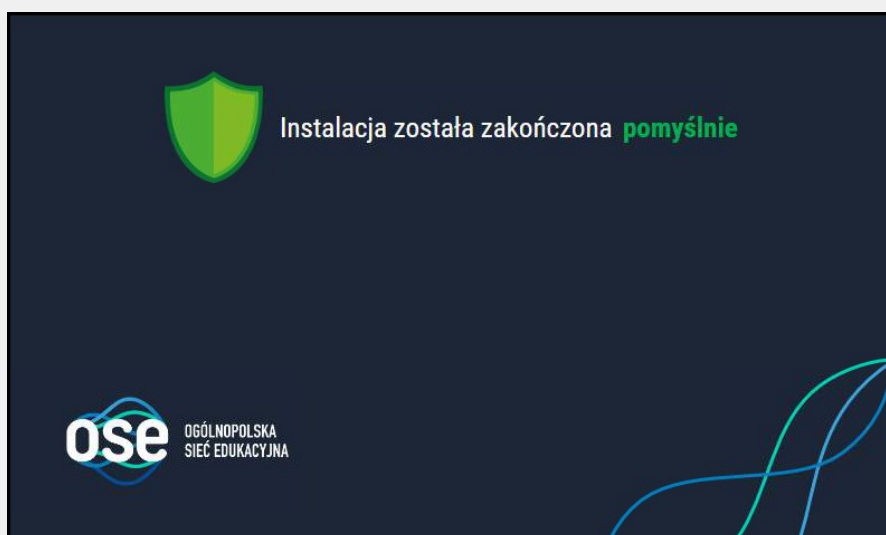 Instalacja została zakończona pomyślnie
ose
OGÓLNOPOLSKA
SIEĆ EDUKACYJNA